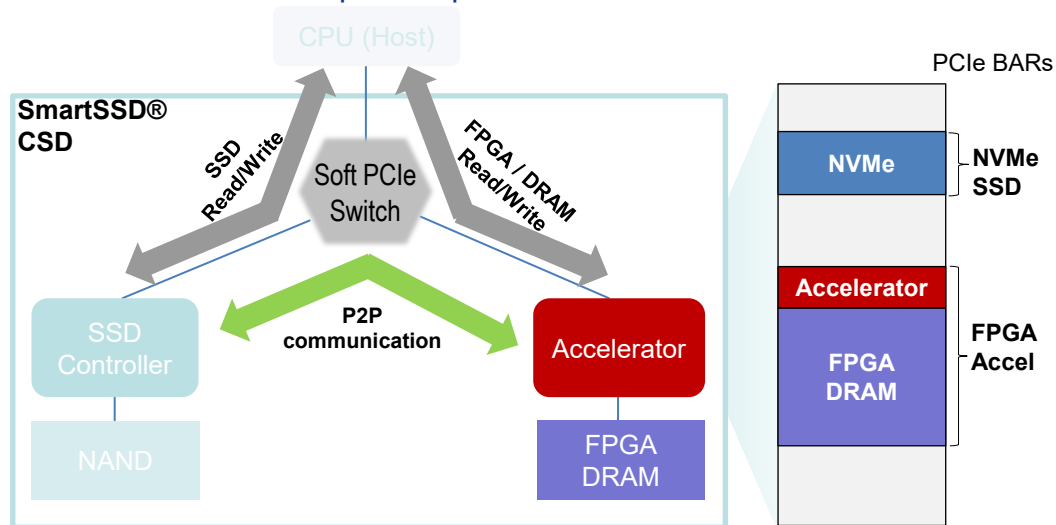 CPU (Host)
PCIe BARs
SmartSSD®
CSD
SSD
Read/Write
FPGA / DRAM
Read/Write
Soft PCIe
Switch
NVMe
NVMe
SSD
P2P
communication
SSD
Controller
Accelerator
Accelerator
FPGA
DRAM
FPGA
Accel
NAND
FPGA
DRAM